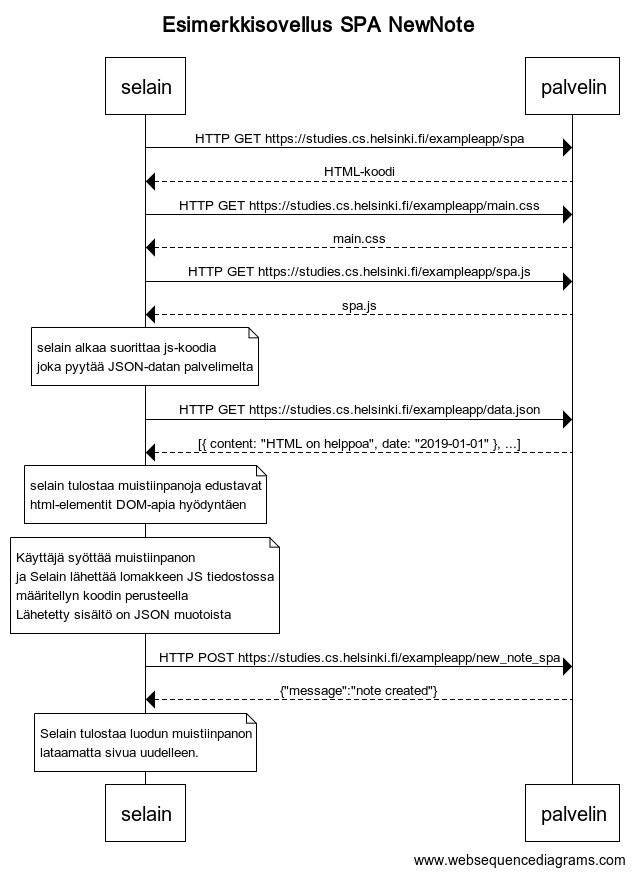 Esimerkkisovellus SPA NewNote
selain
palvelin
HTTP GET https://studies.cs.helsinki.fi/exampleapp/spa
HTML-koodi
HTTP GET https://studies.cs.helsinki.fi/exampleapp/main.css
main.css
HTTP GET https://studies.cs.helsinki.fi/exampleapp/spa.js
spa.js
selain alkaa suorittaa js-koodia
joka pyytää JSON-datan palvelimelta
HTTP GET https://studies.cs.helsinki.fi/exampleapp/data.json
[{ content: "HTML on helppoa", date: "2019-01-01" }, ...]
selain tulostaa muistiinpanoja edustavat
html-elementit DOM-apia hyödyntäen
Käyttäjä syöttää muistiinpanon
ja Selain lähettää lomakkeen JS tiedostossa
määritellyn koodin perusteella
Lähetetty sisältö on JSON muotoista
HTTP POST https://studies.cs.helsinki.fi/exampleapp/new_note_spa
{"message":"note created"}
Selain tulostaa luodun muistiinpanon
lataamatta sivua uudelleen.
selain
palvelin
www.websequencediagrams.com